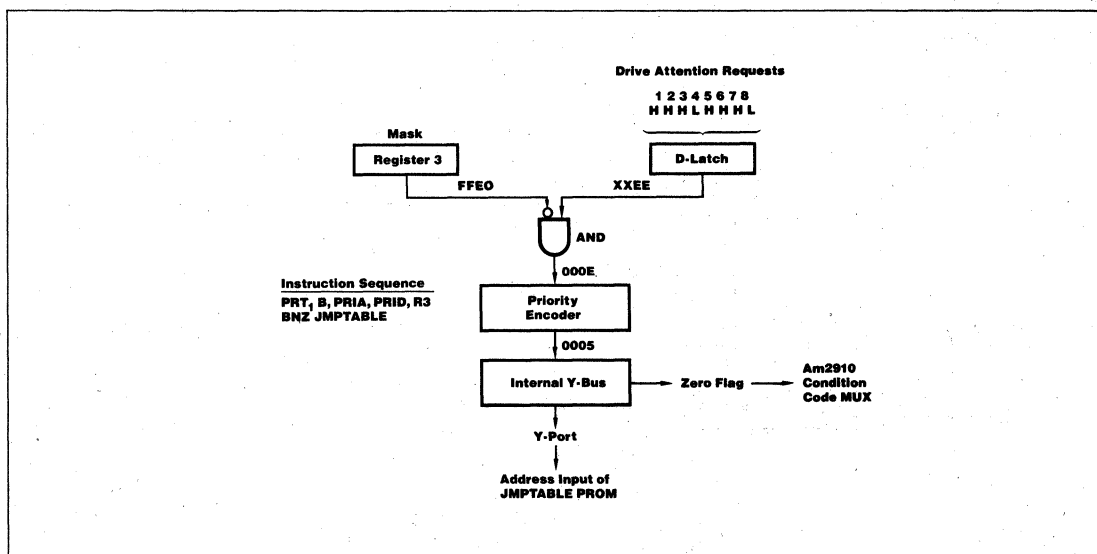 Drive Attention Requests
1 2 3 4 5 6 7 8
H H H L H H H L
Mask
Register 3
D-Latch
FFEO
XXEE
AND
000E
Instruction Sequence
PRT₁ B, PRIA, PRID, R3
BNZ JMPTABLE
Priority
Encoder
0005
Internal Y-Bus
Zero Flag
Am2910
Condition
Code MUX
Y-Port
Address Input of
JMPTABLE PROM